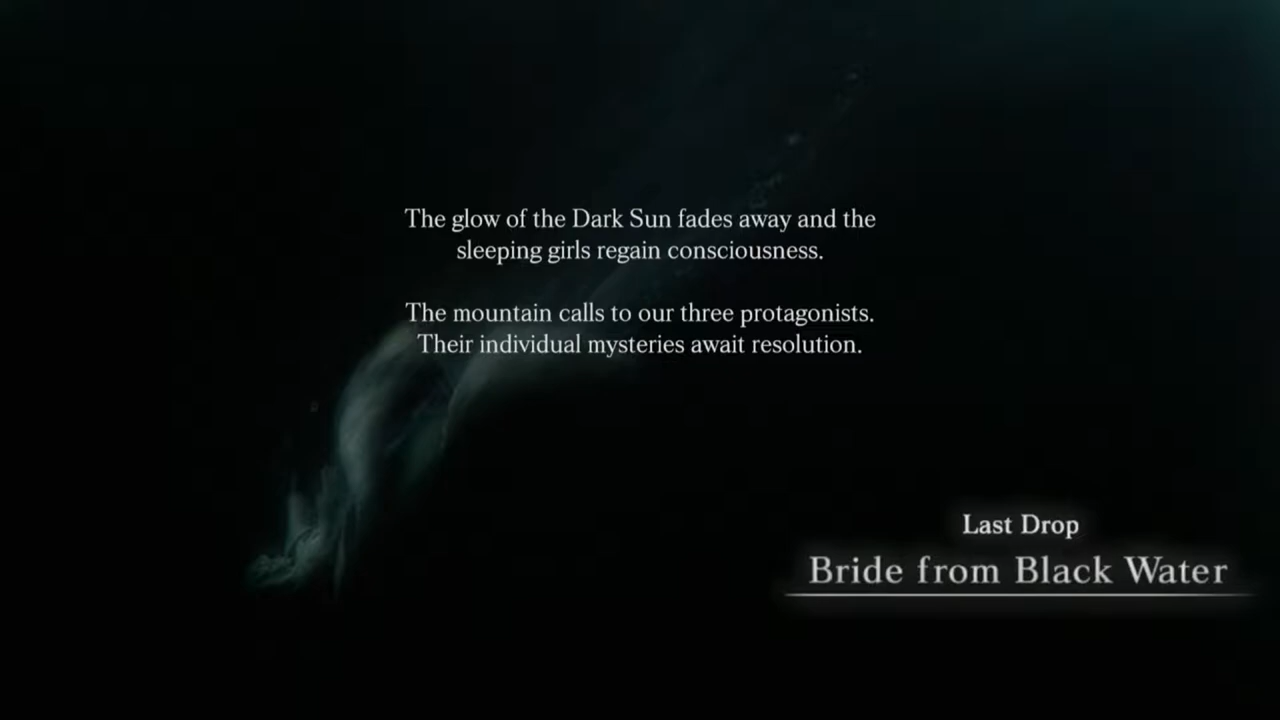 The glow of the Dark Sun fades away and the
sleeping girls regain consciousness.
The mountain calls to our three protagonists.
Their individual mysteries await resolution.
Last Drop
Bride from Black Water